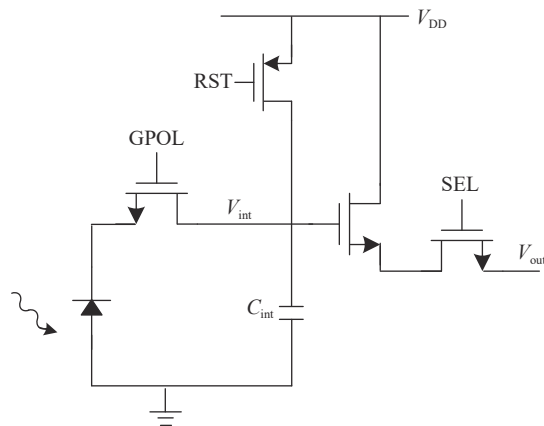 V_DD
RST
GPOL
SEL
V_int
V_out
C_int